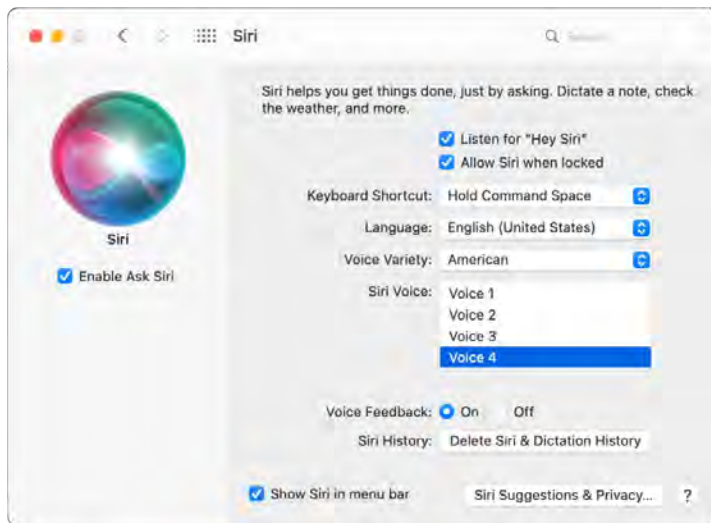 Siri
Siri helps you get things done, just by asking. Dictate a note, check
the weather, and more.
Listen for "Hey Siri"
Allow Siri when locked
Keyboard Shortcut: Hold Command Space
Language: English (United States)
Voice Variety: American
Siri Voice: Voice 1
Voice 2
Voice 3
Voice 4
Siri
Enable Ask Siri
Voice Feedback: On Off
Siri History: Delete Siri & Dictation History
Show Siri in menu bar Siri Suggestions & Privacy... ?